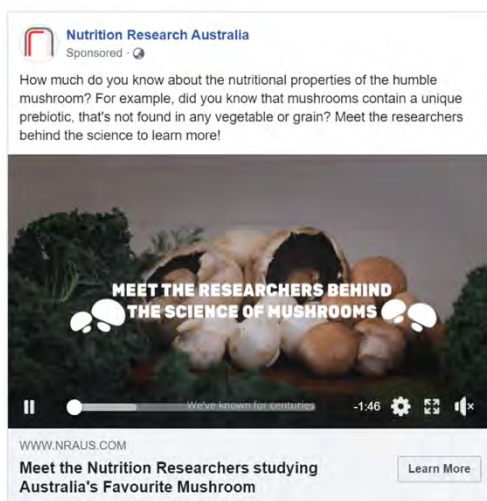 Nutrition Research Australia
Sponsored ·
How much do you know about the nutritional properties of the humble
mushroom? For example, did you know that mushrooms contain a unique
prebiotic, that's not found in any vegetable or grain? Meet the researchers
behind the science to learn more!
MEET THE RESEARCHERS BEHIND
THE SCIENCE OF MUSHROOMS
We've known for centuries
-1:46
WWW.NRAUS.COM
Meet the Nutrition Researchers studying
Australia's Favourite Mushroom
Learn More